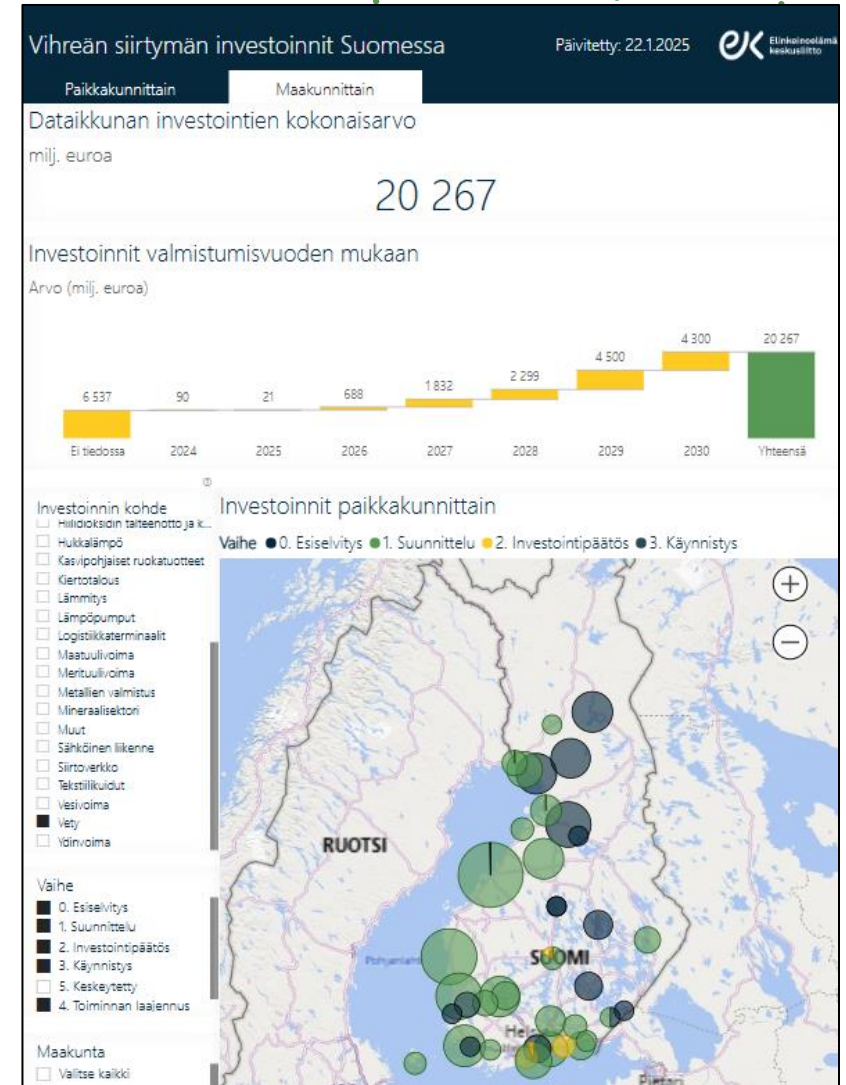 Vihreän siirtymän investoinnit Suomessa
Päivitetty: 22.1.2025
Elinkeinoelämä
keskusliitto
Paikkakunnittain
Maakunnittain
Dataikkunan investointien kokonaisarvo
milj. euroa
20 267
Investoinnit valmistumisvuoden mukaan
Arvo (milj. euroa)
6 537 90 21 688 1 832 2 299 4 500 4 300 20 267
Ei tiedossa 2024 2025 2026 2027 2028 2029 2030 Yhteensä
Investoinnin kohde
Hiilidioksidin talteenotto ja k...
Hukkalämpö
Kasvipohjaiset ruokatuotteet
Kiertotalous
Lämmitys
Lämpöpumput
Logistiikkaterminaalit
Maatuulivoima
Merituulivoima
Metallien valmistus
Mineraalisektori
Muut
Sähköinen liikenne
Siirtoverkko
Tekstiilikuidut
Vesivoima
Vety
Ydinvoima
Vaihe
0. Esiselvitys
1. Suunnittelu
2. Investointipäätös
3. Käynnistys
5. Keskeytetty
4. Toiminnan laajennus
Maakunta
Valitse kaikki
Investoinnit paikkakunnittain
Vaihe 0. Esiselvitys 1. Suunnittelu 2. Investointipäätös 3. Käynnistys
RUOTSI
SUOMI